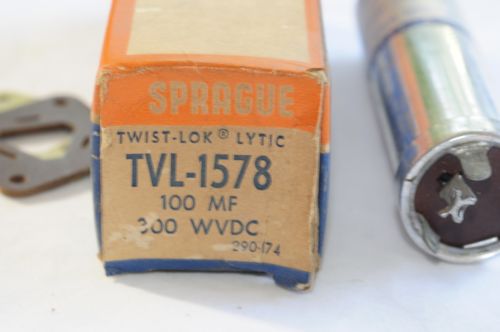 SPRAGUE
TWIST-LOK® LYTIC
TVL-1578
100 MF
300 WVDC
290-174